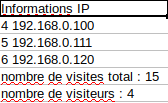 Informations IP
4 192.168.0.100
5 192.168.0.111
6 192.168.0.120
nombre de visites total : 15
nombre de visiteurs : 4